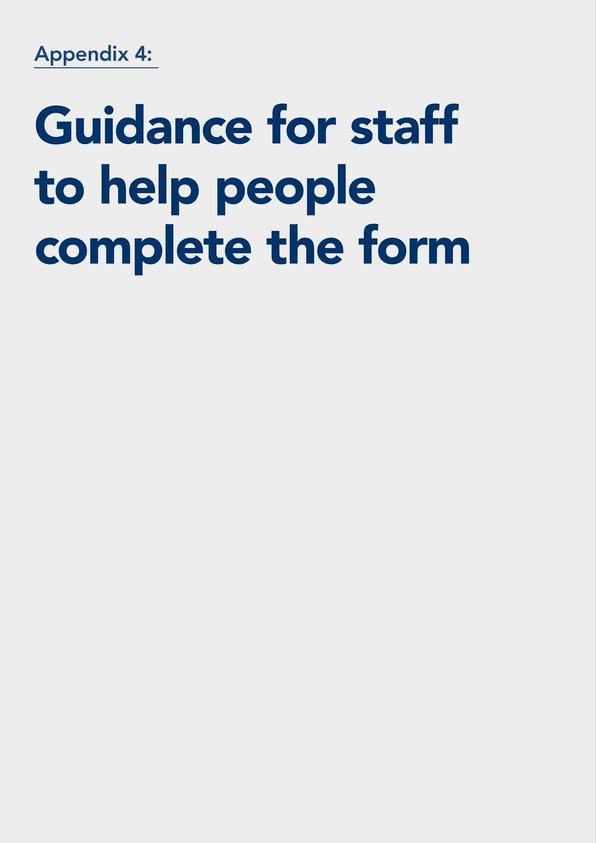 Appendix 4:
Guidance for staff
to help people
complete the form